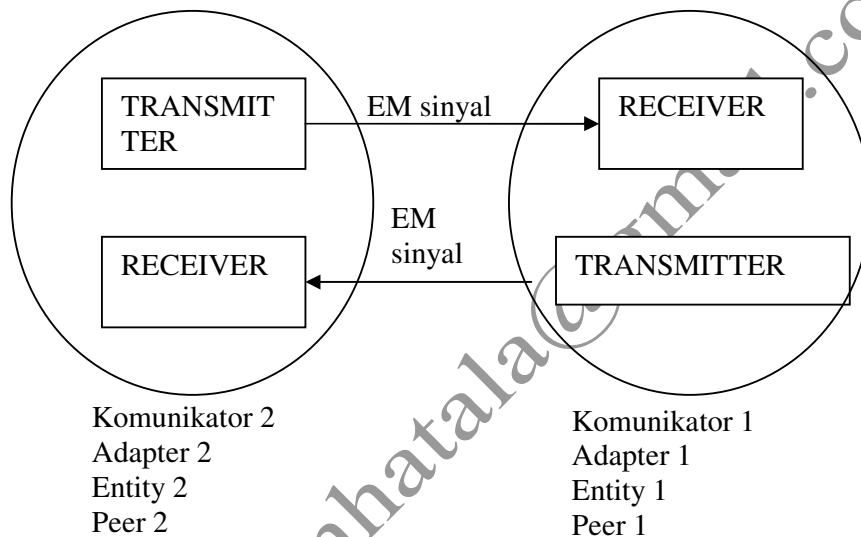 TRANSMIT
TER
EM sinyal
RECEIVER
RECEIVER
EM
sinyal
TRANSMITTER
Komunikator 2
Adapter 2
Entity 2
Peer 2
Komunikator 1
Adapter 1
Entity 1
Peer 1